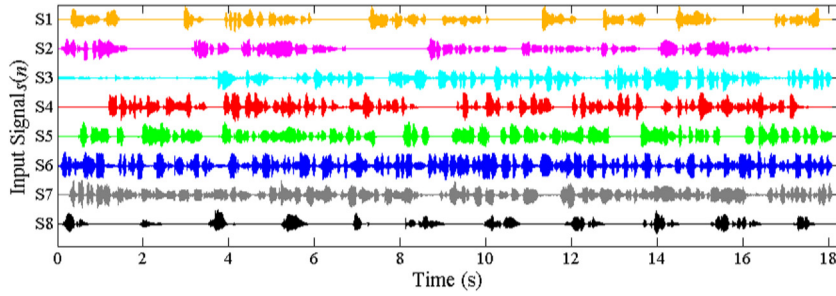 Input Signal s(n)
S1
S2
S3
S4
S5
S6
S7
S8
0 2 4 6 8 10 12 14 16 18
Time (s)